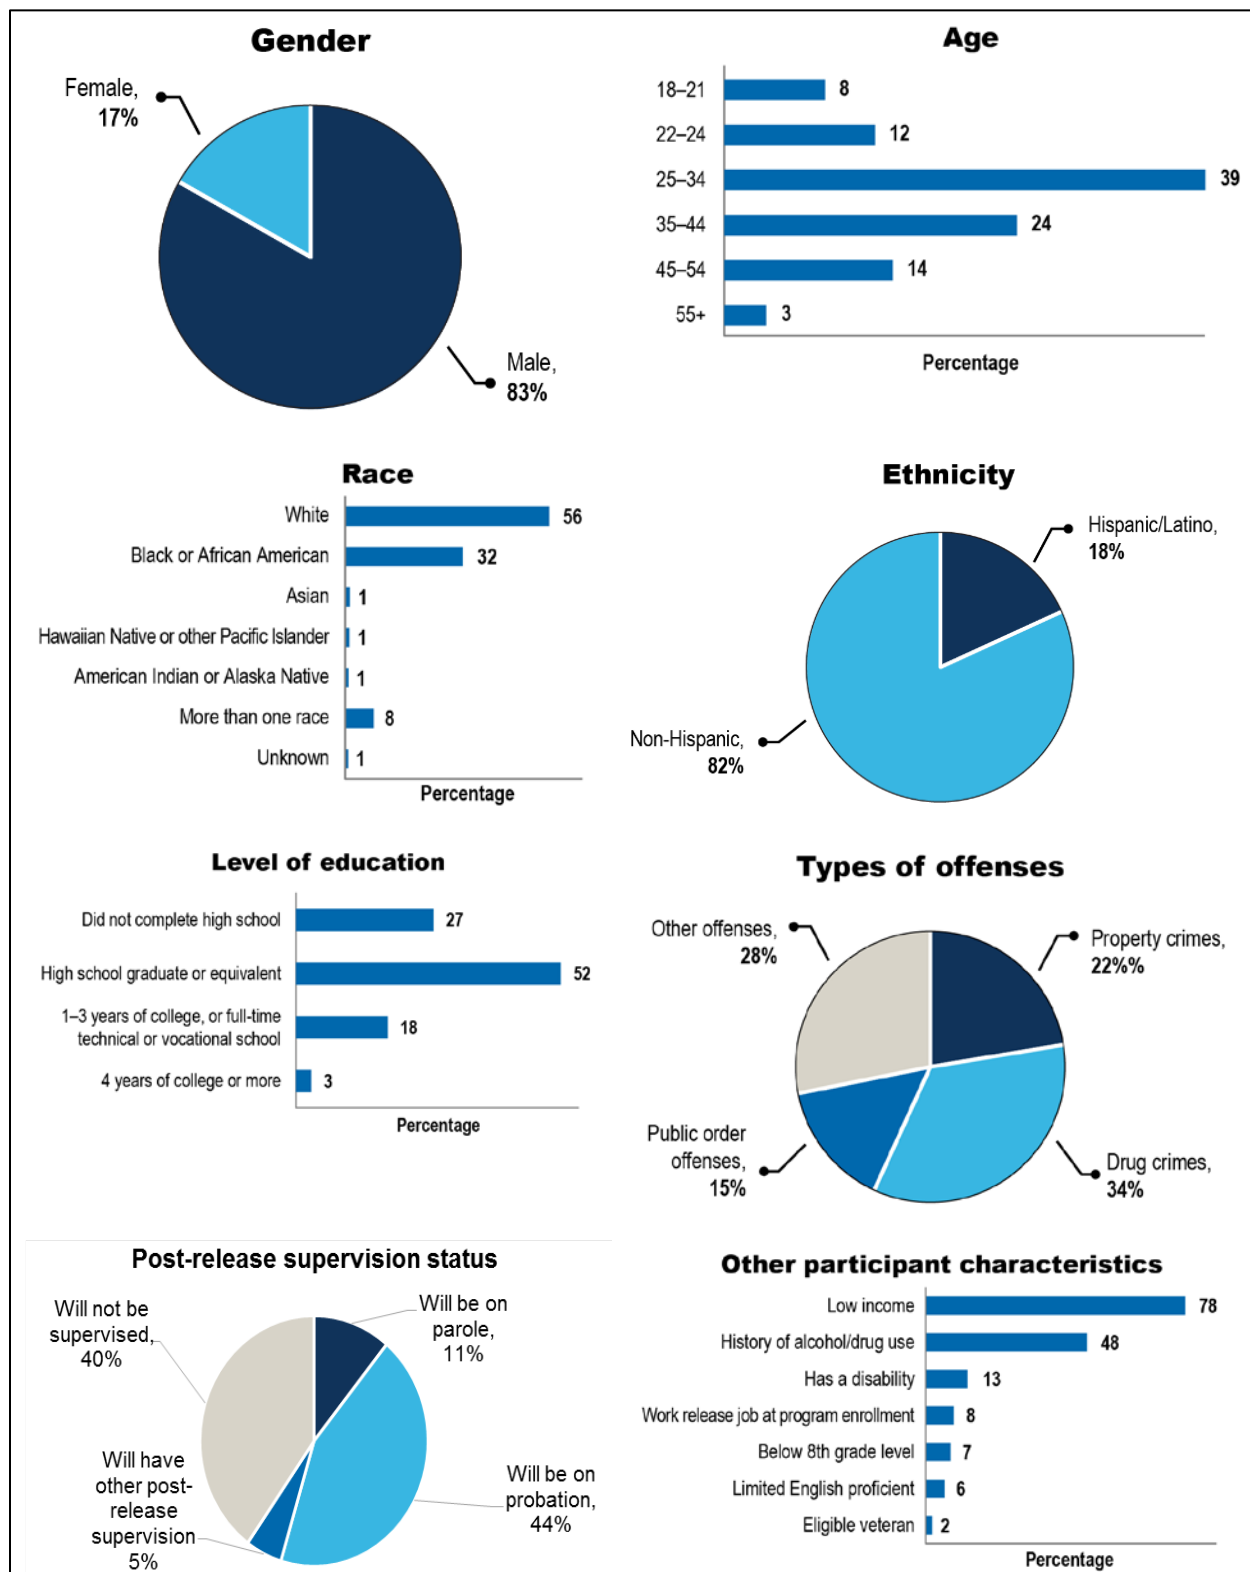 Gender
Female,
17%
Male,
83%
Age
18–21 8
22–24 12
25–34 39
35–44 24
45–54 14
55+ 3
Percentage
Race
White 56
Black or African American 32
Asian 1
Hawaiian Native or other Pacific Islander 1
American Indian or Alaska Native 1
More than one race 8
Unknown 1
Percentage
Ethnicity
Hispanic/Latino,
18%
Non-Hispanic,
82%
Level of education
Did not complete high school 27
High school graduate or equivalent 52
1–3 years of college, or full-time
technical or vocational school 18
4 years of college or more 3
Percentage
Types of offenses
Other offenses,
28%
Property crimes,
22%%
Public order
offenses,
15%
Drug crimes,
34%
Post-release supervision status
Will not be
supervised,
40%
Will be on
parole,
11%
Will have
other post-
release
supervision
5%
Will be on
probation,
44%
Other participant characteristics
Low income 78
History of alcohol/drug use 48
Has a disability 13
Work release job at program enrollment 8
Below 8th grade level 7
Limited English proficient 6
Eligible veteran 2
Percentage